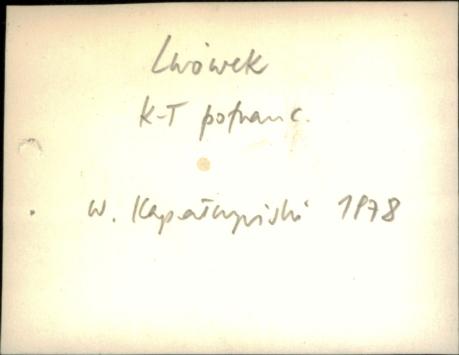 Lwówek
K-T pofranc.
W. Kapałczyński 1978